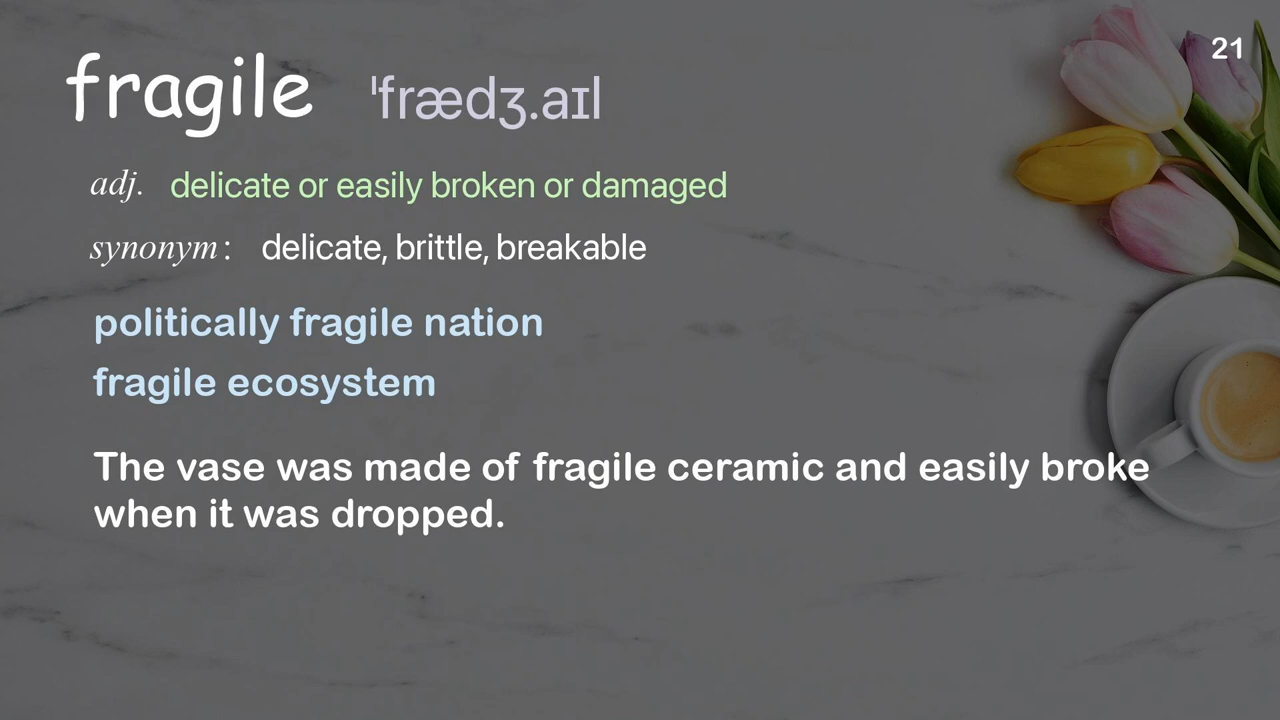 21
fragile ˈfrædʒ.aɪl
adj. delicate or easily broken or damaged
synonym: delicate, brittle, breakable
politically fragile nation
fragile ecosystem
The vase was made of fragile ceramic and easily broke
when it was dropped.